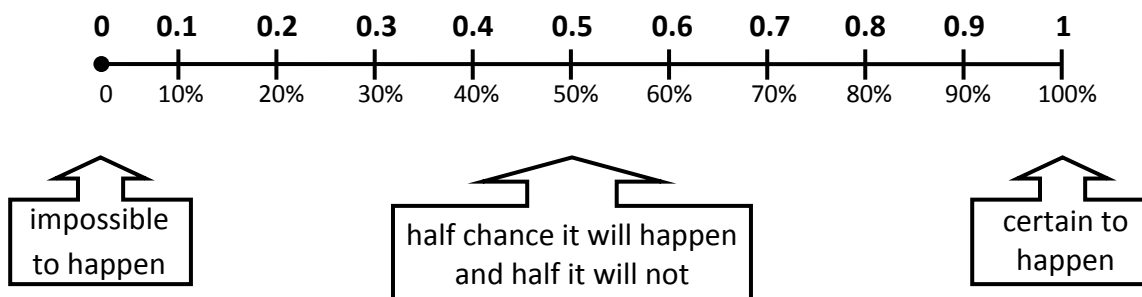 0 0.1 0.2 0.3 0.4 0.5 0.6 0.7 0.8 0.9 1
0 10% 20% 30% 40% 50% 60% 70% 80% 90% 100%
impossible
to happen
half chance it will happen
and half it will not
certain to
happen